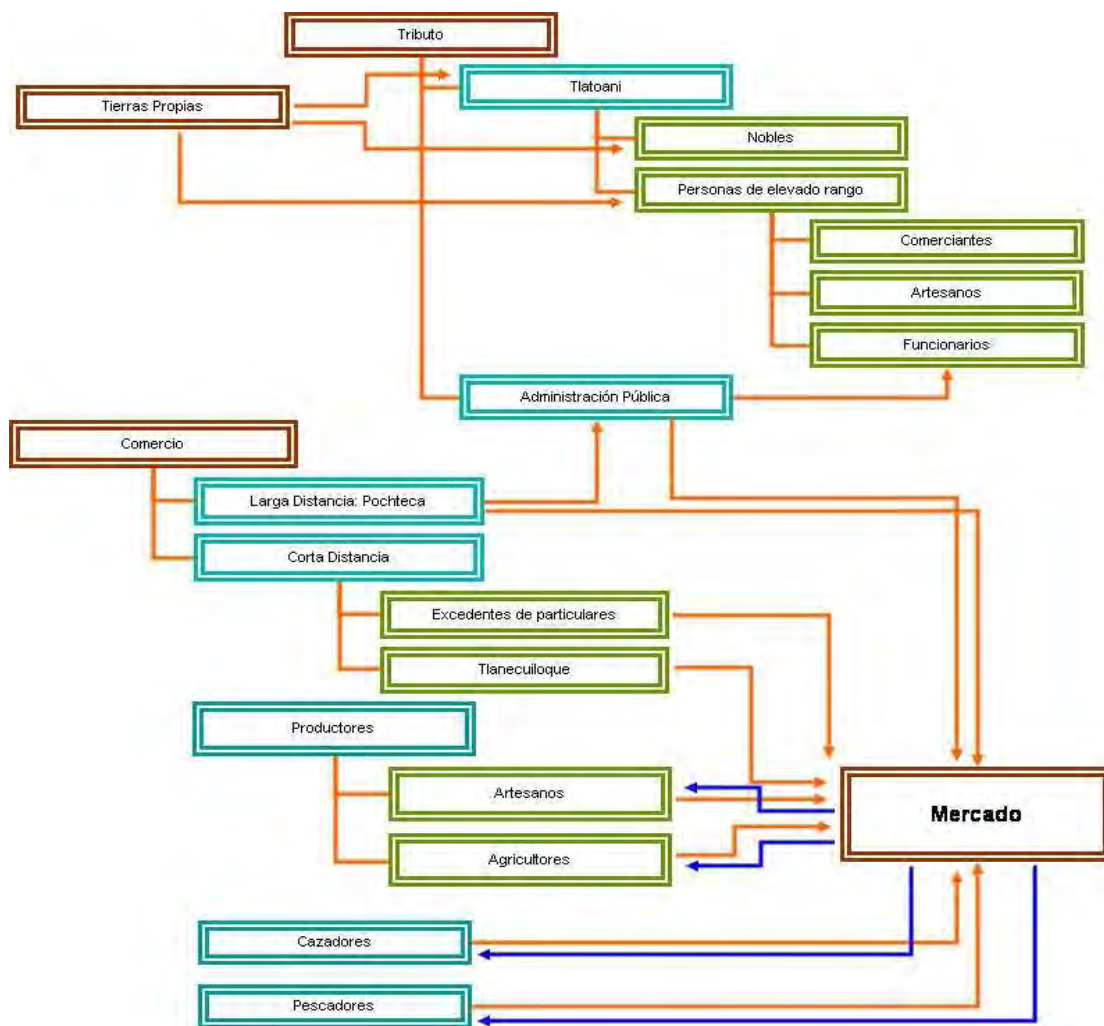 Tributo
Tlatoani
Tierras Propias
Nobles
Personas de elevado rango
Comerciantes
Artesanos
Funcionarios
Administración Pública
Comercio
Larga Distancia: Pochteca
Corta Distancia
Excedentes de particulares
Tlanecuiloque
Productores
Artesanos
Mercado
Agricultores
Cazadores
Pescadores